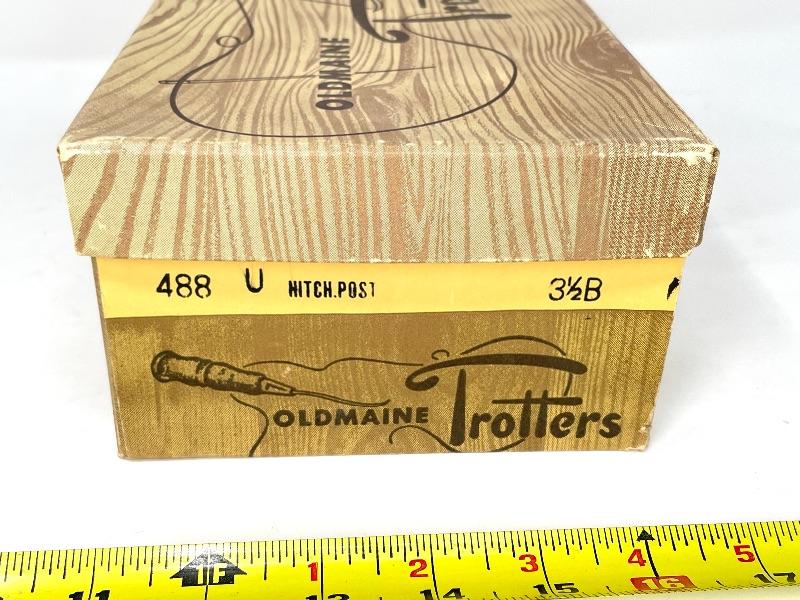 OLDMAINE
488 U HITCH.POST 3½B
OLDMAINE Trotters
1F 1 2 3 4 5
11 13 14 15 16 17